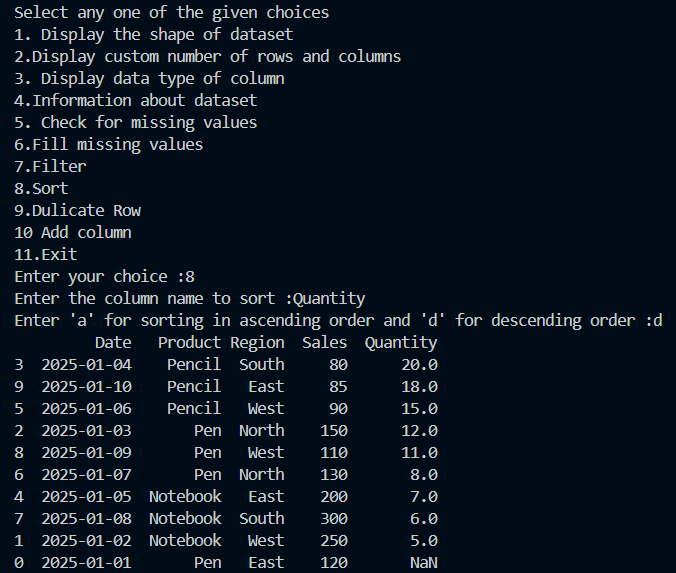 Select any one of the given choices
1. Display the shape of dataset
2.Display custom number of rows and columns
3. Display data type of column
4.Information about dataset
5. Check for missing values
6.Fill missing values
7.Filter
8.Sort
9.Dulicate Row
10 Add column
11.Exit
Enter your choice :8
Enter the column name to sort :Quantity
Enter 'a' for sorting in ascending order and 'd' for descending order :d
         Date   Product Region  Sales  Quantity
3  2025-01-04    Pencil  South     80      20.0
9  2025-01-10    Pencil   East     85      18.0
5  2025-01-06    Pencil   West     90      15.0
2  2025-01-03       Pen  North    150      12.0
8  2025-01-09       Pen   West    110      11.0
6  2025-01-07       Pen  North    130       8.0
4  2025-01-05  Notebook   East    200       7.0
7  2025-01-08  Notebook  South    300       6.0
1  2025-01-02  Notebook   West    250       5.0
0  2025-01-01       Pen   East    120       NaN